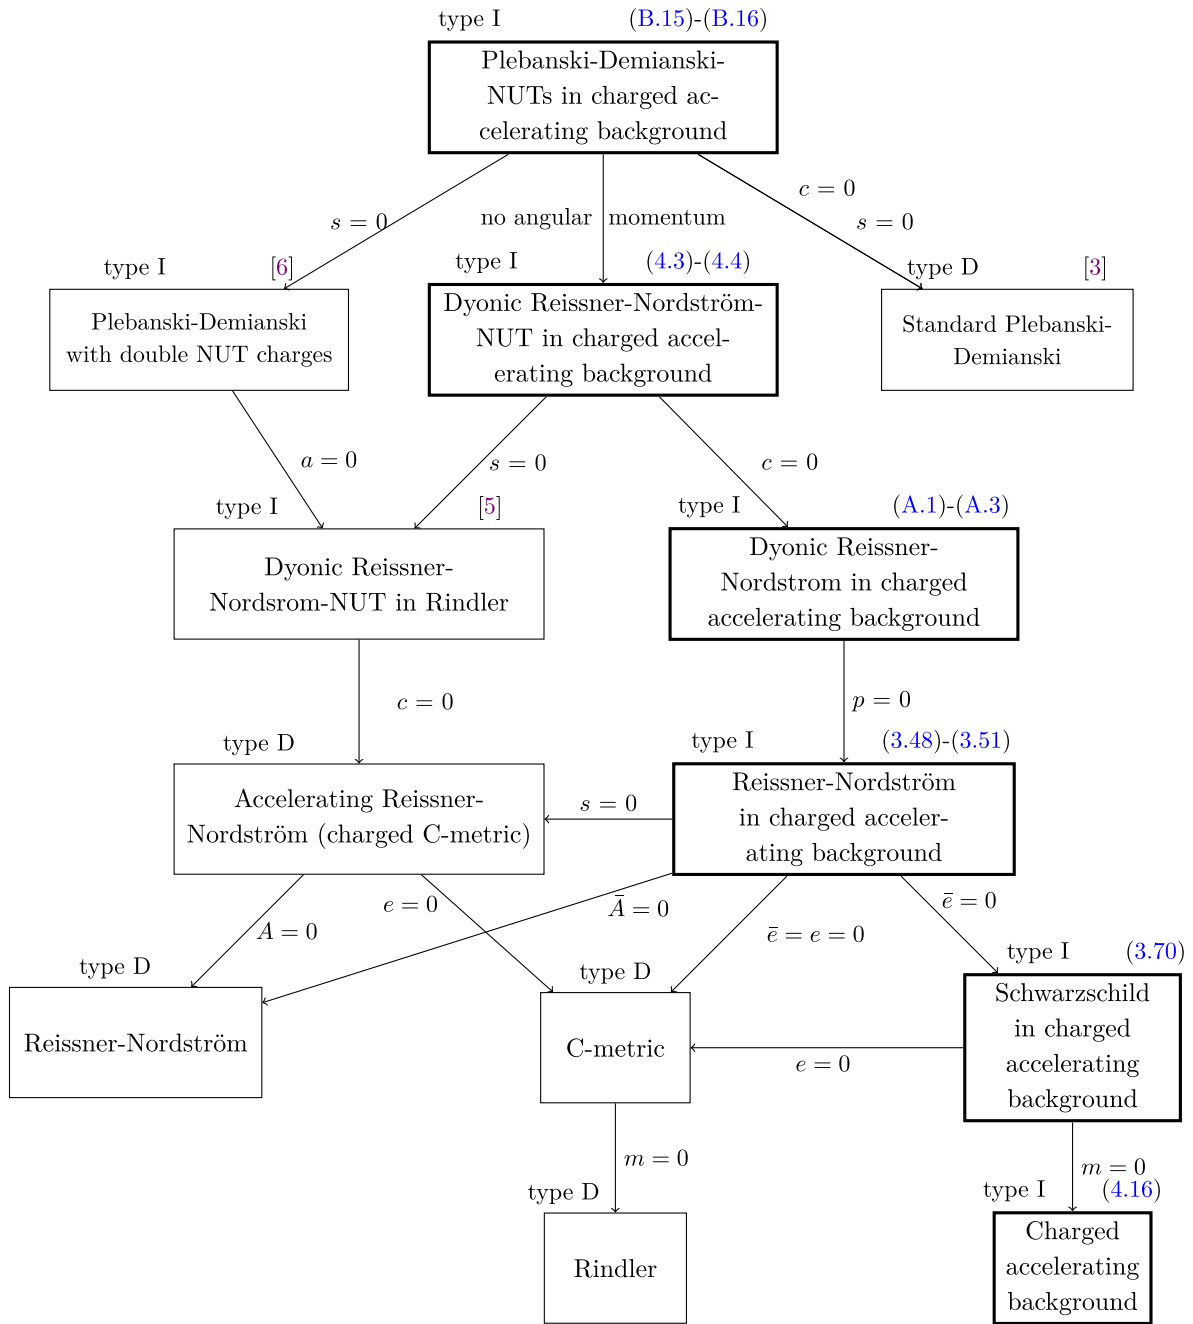 type I (B.15)-(B.16)
Plebanski-Demianski-
NUTs in charged ac-
celerating background
c = 0
s = 0
no angular momentum
s = 0
type I [6]
type I (4.3)-(4.4)
type D [3]
Plebanski-Demianski
with double NUT charges
Dyonic Reissner-Nordström-
NUT in charged accel-
erating background
Standard Plebanski-
Demianski
a = 0
s = 0
c = 0
type I [5]
type I (A.1)-(A.3)
Dyonic Reissner-
Nordsrom-NUT in Rindler
Dyonic Reissner-
Nordstrom in charged
accelerating background
c = 0
p = 0
type D
type I (3.48)-(3.51)
Accelerating Reissner-
Nordström (charged C-metric)
s = 0
Reissner-Nordström
in charged acceler-
ating background
A = 0
e = 0
Ā = 0
ē = e = 0
ē = 0
type D
type D
type I (3.70)
Reissner-Nordström
C-metric
e = 0
Schwarzschild
in charged
accelerating
background
m = 0
m = 0
type D
type I (4.16)
Rindler
Charged
accelerating
background